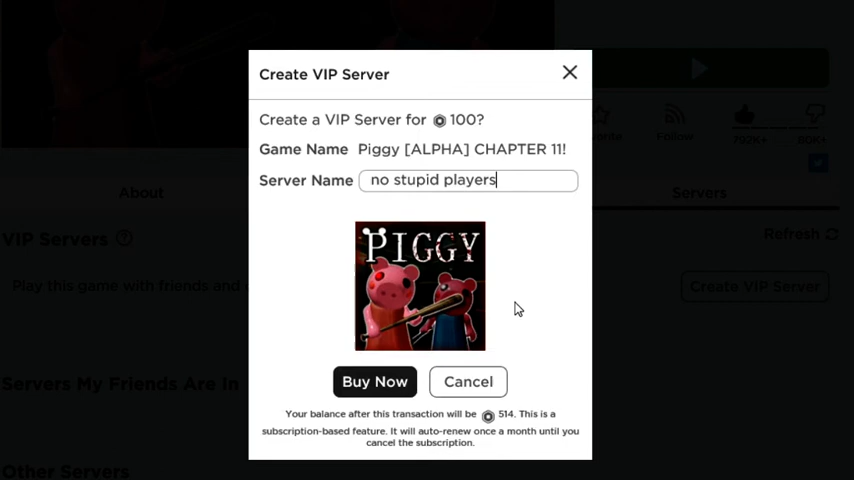 Create VIP Server
Create a VIP Server for 100?
Game Name Piggy [ALPHA] CHAPTER 11!
Server Name no stupid players
PIGGY
Buy Now Cancel
Your balance after this transaction will be 514. This is a
subscription-based feature. It will auto-renew once a month until you
cancel the subscription.
Follow
792K+ 80K+
About Servers
VIP Servers
Refresh
Play this game with friends and
Create VIP Server
Servers My Friends Are In
Other Servers